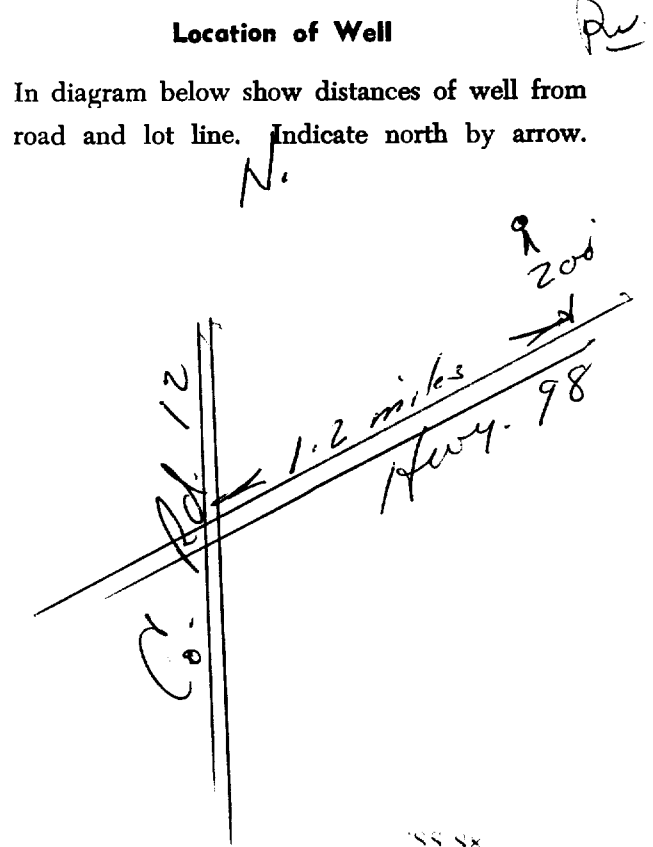 Location of Well
In diagram below show distances of well from
road and lot line. Indicate north by arrow.
N.
200'
1.2 miles
Hwy. 98
Co. Rd. 12